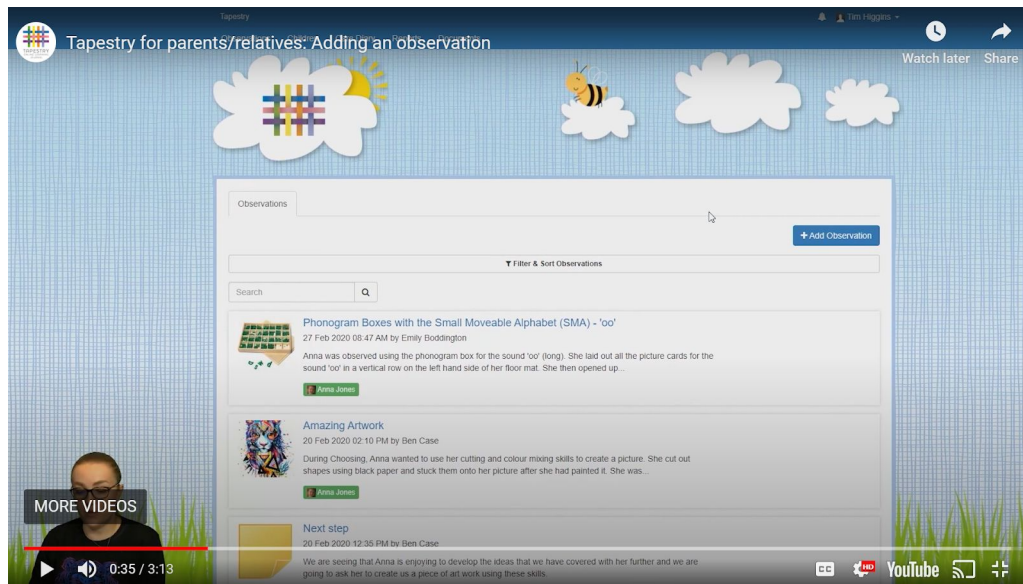 Tapestry
Tim Higgins
Tapestry for parents/relatives: Adding an observation
Watch later
Share
TAPESTRY
Observations
+ Add Observation
Filter & Sort Observations
Search
Phonogram Boxes with the Small Moveable Alphabet (SMA) - 'oo'
27 Feb 2020 08:47 AM by Emily Boddington
Anna was observed using the phonogram box for the sound 'oo' (long). She laid out all the picture cards for the
sound 'oo' in a vertical row on the left hand side of her floor mat. She then opened up...
Anna Jones
Amazing Artwork
20 Feb 2020 02:10 PM by Ben Case
During Choosing, Anna wanted to use her cutting and colour mixing skills to create a picture. She cut out
shapes using black paper and stuck them onto her picture after she had painted it. She was...
Anna Jones
Next step
20 Feb 2020 12:35 PM by Ben Case
We are seeing that Anna is enjoying to develop the ideas that we have covered with her further and we are
going to ask her to create us a piece of art work using these skills.
MORE VIDEOS
0:35 / 3:13
CC
HD
YouTube